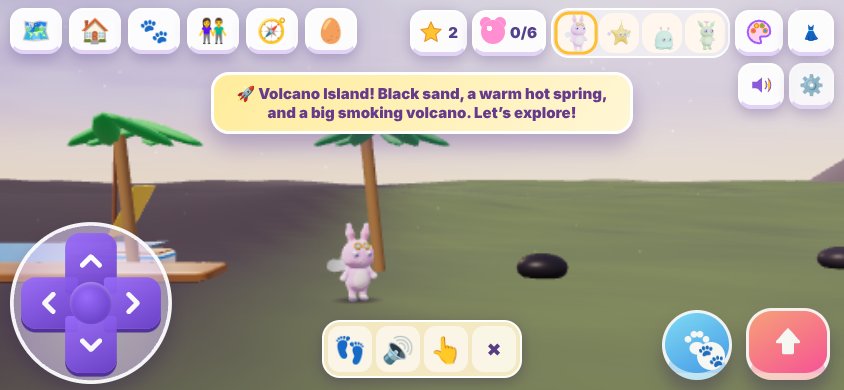 2
0/6
🚀 Volcano Island! Black sand, a warm hot spring,
and a big smoking volcano. Let’s explore!